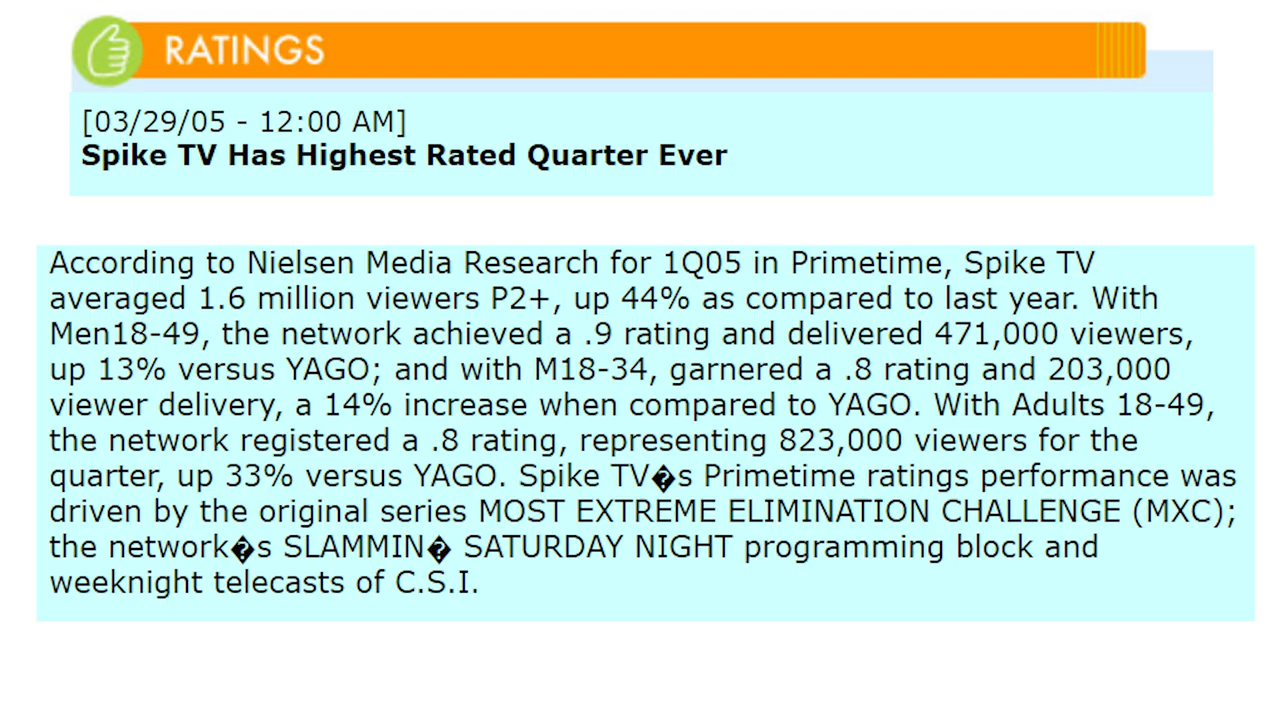 RATINGS
[03/29/05 - 12:00 AM]
Spike TV Has Highest Rated Quarter Ever
According to Nielsen Media Research for 1Q05 in Primetime, Spike TV
averaged 1.6 million viewers P2+, up 44% as compared to last year. With
Men18-49, the network achieved a .9 rating and delivered 471,000 viewers,
up 13% versus YAGO; and with M18-34, garnered a .8 rating and 203,000
viewer delivery, a 14% increase when compared to YAGO. With Adults 18-49,
the network registered a .8 rating, representing 823,000 viewers for the
quarter, up 33% versus YAGO. Spike TV�s Primetime ratings performance was
driven by the original series MOST EXTREME ELIMINATION CHALLENGE (MXC);
the network�s SLAMMIN� SATURDAY NIGHT programming block and
weeknight telecasts of C.S.I.